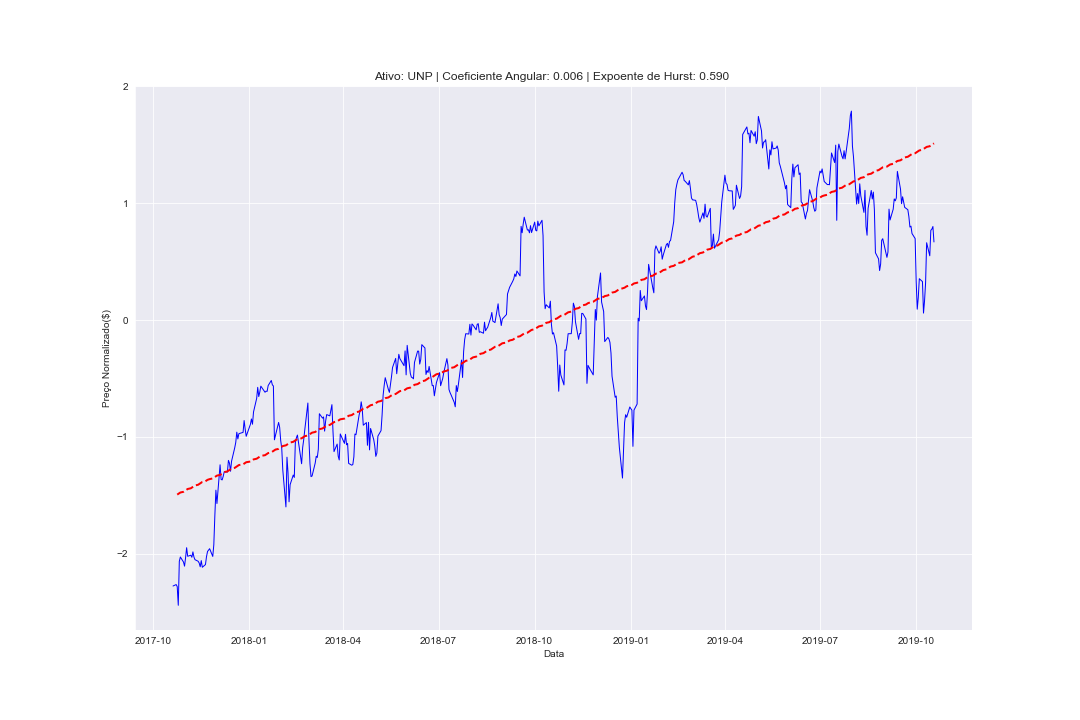 Ativo: UNP | Coeficiente Angular: 0.006 | Expoente de Hurst: 0.590
2
1
0
−1
−2
Preço Normalizado($)
2017-10 2018-01 2018-04 2018-07 2018-10 2019-01 2019-04 2019-07 2019-10
Data